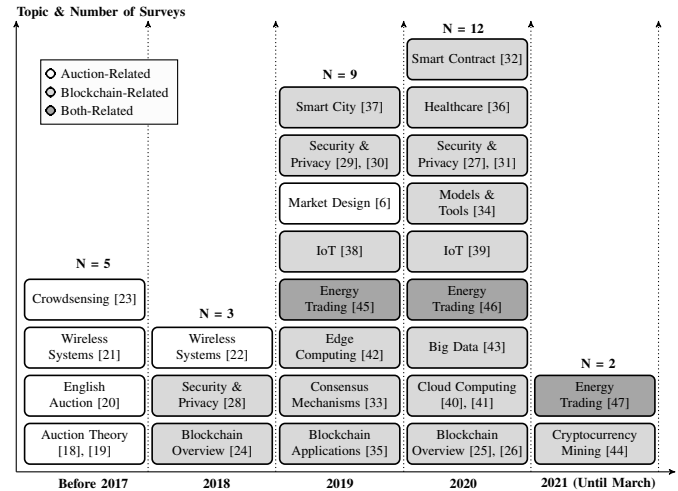 Topic & Number of Surveys
Auction-Related
Blockchain-Related
Both-Related
N = 5
Crowdsensing [23]
Wireless
Systems [21]
English
Auction [20]
Auction Theory
[18], [19]
Before 2017
N = 3
Wireless
Systems [22]
Security &
Privacy [28]
Blockchain
Overview [24]
2018
N = 9
Smart City [37]
Security &
Privacy [29], [30]
Market Design [6]
IoT [38]
Energy
Trading [45]
Edge
Computing [42]
Consensus
Mechanisms [33]
Blockchain
Applications [35]
2019
N = 12
Smart Contract [32]
Healthcare [36]
Security &
Privacy [27], [31]
Models &
Tools [34]
IoT [39]
Energy
Trading [46]
Big Data [43]
Cloud Computing
[40], [41]
Blockchain
Overview [25], [26]
2020
N = 2
Energy
Trading [47]
Cryptocurrency
Mining [44]
2021 (Until March)